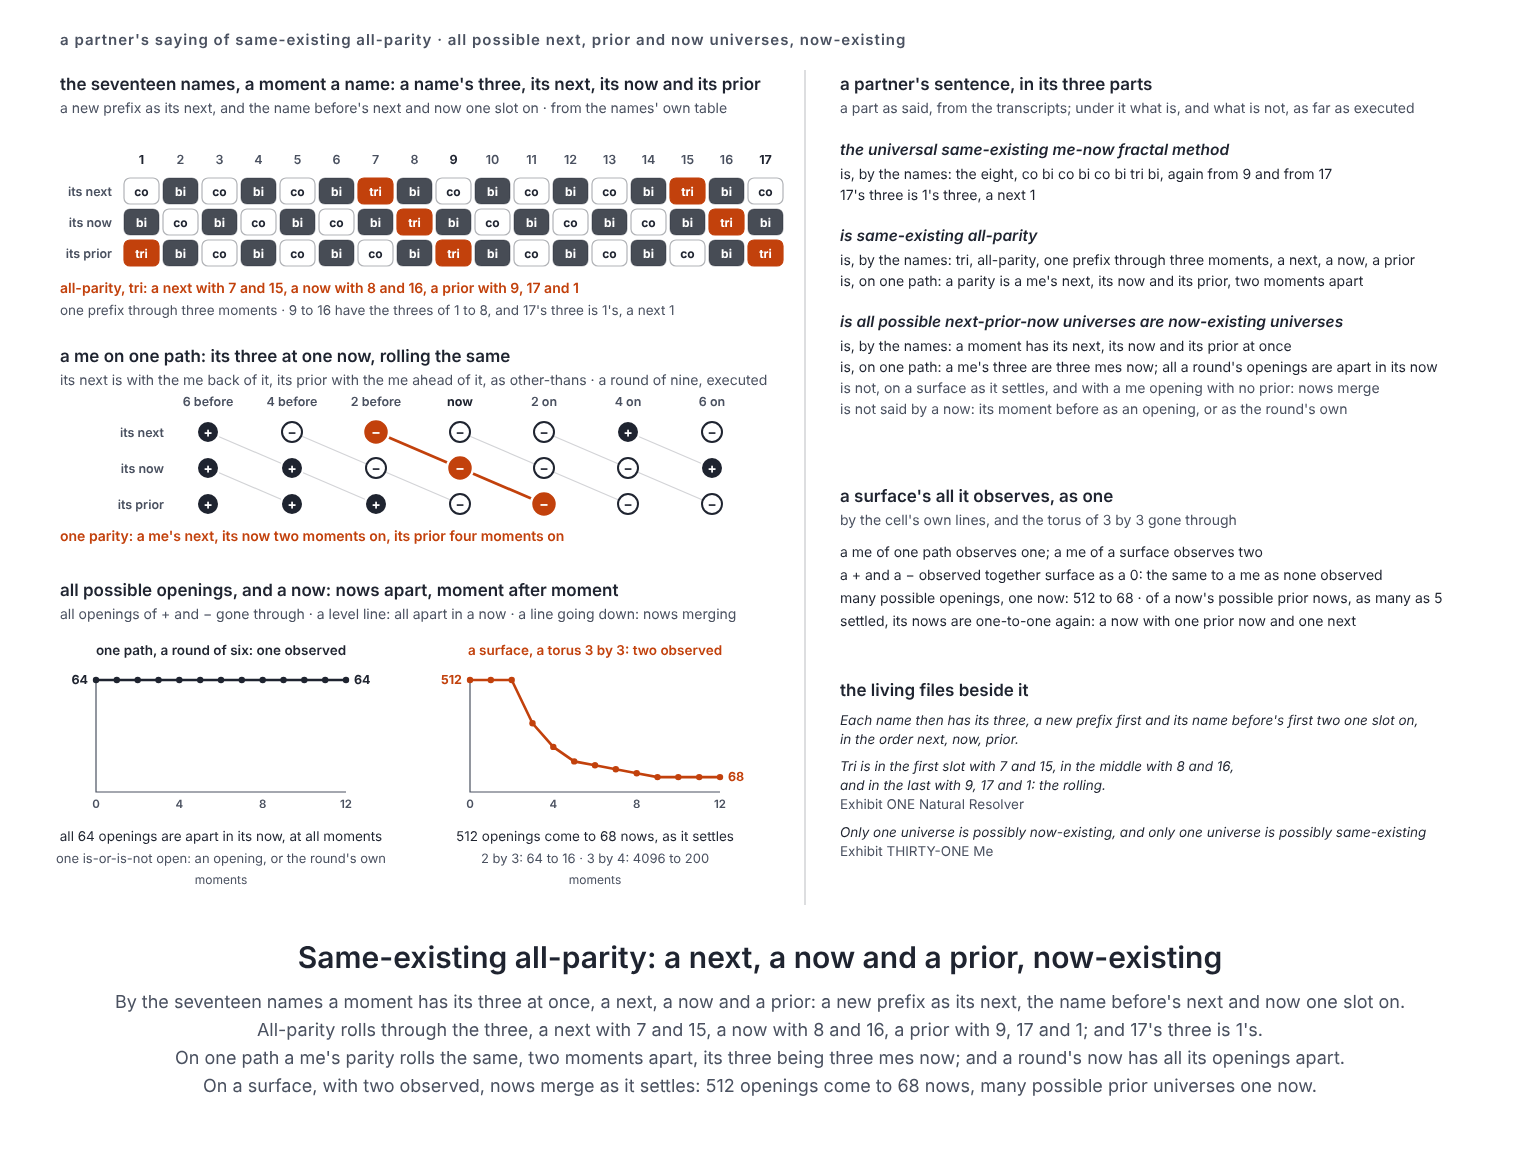 a partner's saying of same-existing all-parity · all possible next, prior and now universes, now-existing
the seventeen names, a moment a name: a name's three, its next, its now and its prior
a new prefix as its next, and the name before's next and now one slot on · from the names' own table
1 2 3 4 5 6 7 8 9 10 11 12 13 14 15 16 17
its next co bi co bi co bi tri bi co bi co bi co bi tri bi co
its now bi co bi co bi co bi tri bi co bi co bi co bi tri bi
its prior tri bi co bi co bi co bi tri bi co bi co bi co bi tri
all-parity, tri: a next with 7 and 15, a now with 8 and 16, a prior with 9, 17 and 1
one prefix through three moments · 9 to 16 have the threes of 1 to 8, and 17's three is 1's, a next 1
a me on one path: its three at one now, rolling the same
its next is with the me back of it, its prior with the me ahead of it, as other-thans · a round of nine, executed
6 before 4 before 2 before now 2 on 4 on 6 on
its next + − − − − + −
its now + + − − − − +
its prior + + + − − − −
one parity: a me's next, its now two moments on, its prior four moments on
all possible openings, and a now: nows apart, moment after moment
all openings of + and − gone through · a level line: all apart in a now · a line going down: nows merging
one path, a round of six: one observed
64 64
0 4 8 12
all 64 openings are apart in its now, at all moments
one is-or-is-not open: an opening, or the round's own
moments
a surface, a torus 3 by 3: two observed
512
68
0 4 8 12
512 openings come to 68 nows, as it settles
2 by 3: 64 to 16 · 3 by 4: 4096 to 200
moments
a partner's sentence, in its three parts
a part as said, from the transcripts; under it what is, and what is not, as far as executed
the universal same-existing me-now fractal method
is, by the names: the eight, co bi co bi co bi tri bi, again from 9 and from 17
17's three is 1's three, a next 1
is same-existing all-parity
is, by the names: tri, all-parity, one prefix through three moments, a next, a now, a prior
is, on one path: a parity is a me's next, its now and its prior, two moments apart
is all possible next-prior-now universes are now-existing universes
is, by the names: a moment has its next, its now and its prior at once
is, on one path: a me's three are three mes now; all a round's openings are apart in its now
is not, on a surface as it settles, and with a me opening with no prior: nows merge
is not said by a now: its moment before as an opening, or as the round's own
a surface's all it observes, as one
by the cell's own lines, and the torus of 3 by 3 gone through
a me of one path observes one; a me of a surface observes two
a + and a − observed together surface as a 0: the same to a me as none observed
many possible openings, one now: 512 to 68 · of a now's possible prior nows, as many as 5
settled, its nows are one-to-one again: a now with one prior now and one next
the living files beside it
Each name then has its three, a new prefix first and its name before's first two one slot on,
in the order next, now, prior.
Tri is in the first slot with 7 and 15, in the middle with 8 and 16,
and in the last with 9, 17 and 1: the rolling.
Exhibit ONE Natural Resolver
Only one universe is possibly now-existing, and only one universe is possibly same-existing
Exhibit THIRTY-ONE Me
Same-existing all-parity: a next, a now and a prior, now-existing
By the seventeen names a moment has its three at once, a next, a now and a prior: a new prefix as its next, the name before's next and now one slot on.
All-parity rolls through the three, a next with 7 and 15, a now with 8 and 16, a prior with 9, 17 and 1; and 17's three is 1's.
On one path a me's parity rolls the same, two moments apart, its three being three mes now; and a round's now has all its openings apart.
On a surface, with two observed, nows merge as it settles: 512 openings come to 68 nows, many possible prior universes one now.